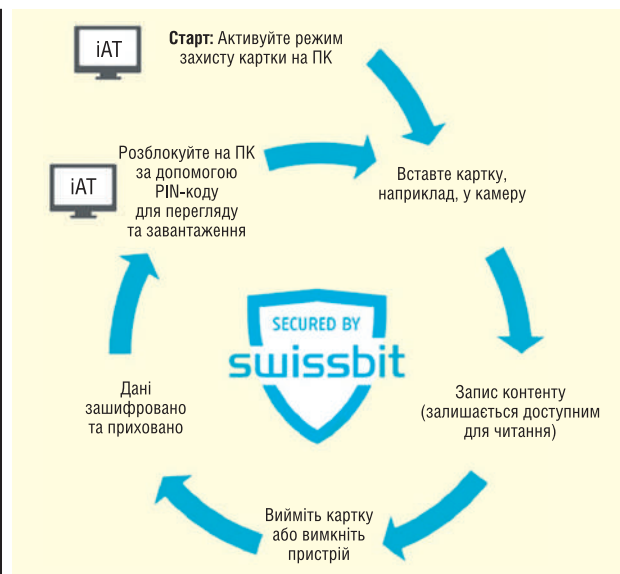 iAT
Старт: Активуйте режим
захисту картки на ПК
iAT
Розблокуйте на ПК
за допомогою
PIN-коду
для перегляду
та завантаження
Вставте картку,
наприклад, у камеру
SECURED BY
swissbit
Дані
зашифровано
та приховано
Запис контенту
(залишається доступним
для читання)
Вийміть картку
або вимкніть
пристрій